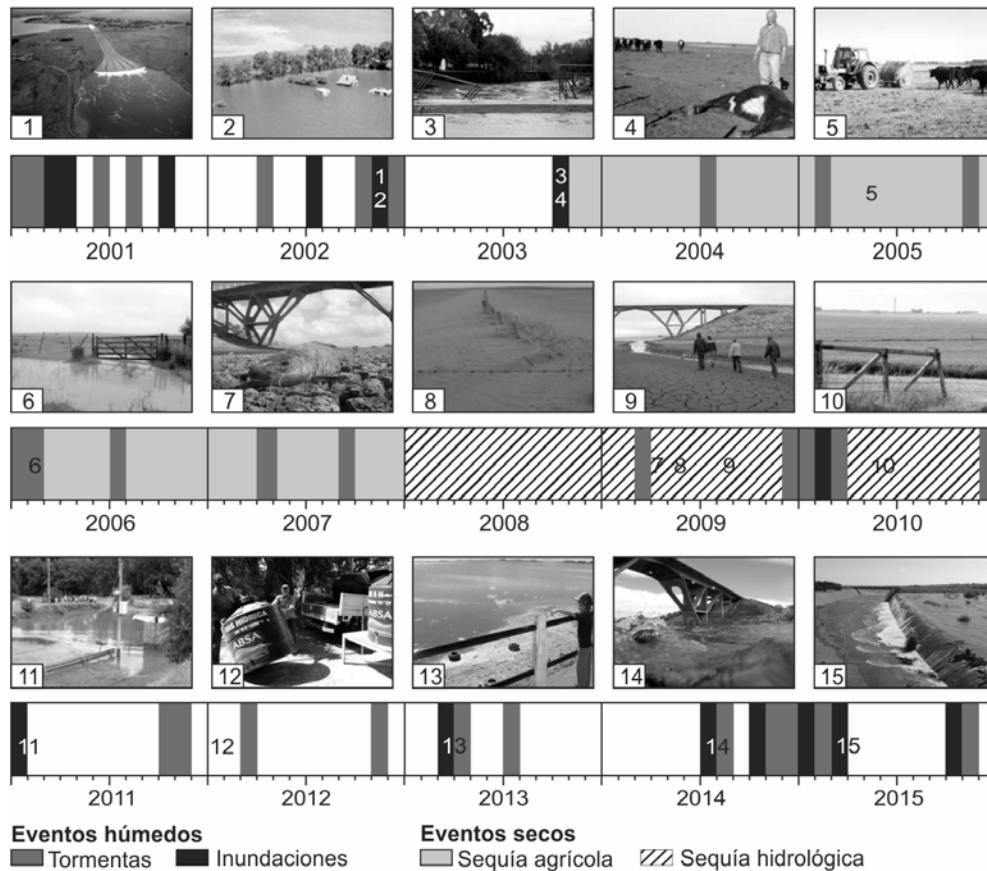 1 2 3 4 5
1 3
2 4 5
2001 2002 2003 2004 2005
6 7 8 9 10
6 7 8 9 10
2006 2007 2008 2009 2010
HIDRICA
ABSA ABSA
11 12 13 14 15
11 12 13 14 15
2011 2012 2013 2014 2015
Eventos húmedos Eventos secos
Tormentas Inundaciones Sequía agrícola Sequía hidrológica